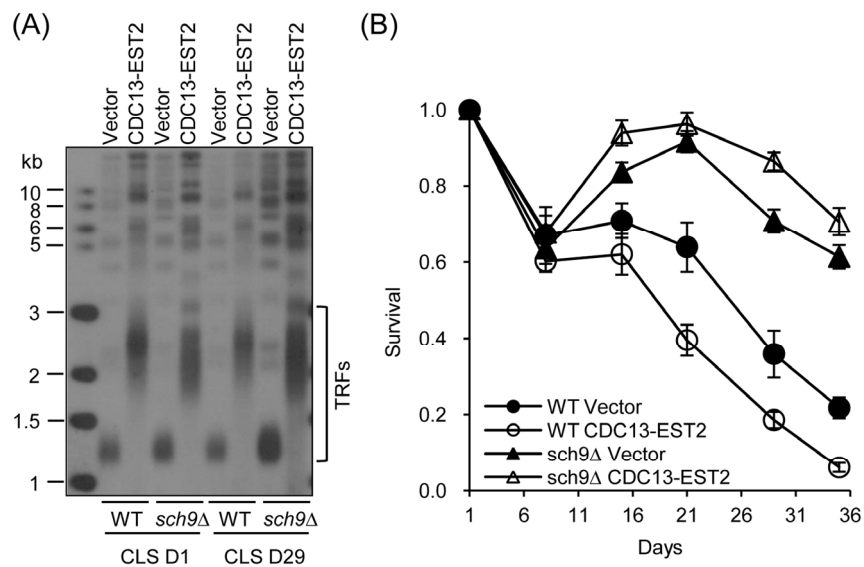 (A)
Vector
CDC13-EST2
Vector
CDC13-EST2
Vector
CDC13-EST2
Vector
CDC13-EST2
kb
10
8
6
5
3
2
1.5
1
TRFs
WT sch9Δ WT sch9Δ
CLS D1 CLS D29
(B)
Survival
1.0
0.8
0.6
0.4
0.2
0.0
WT Vector
WT CDC13-EST2
sch9Δ Vector
sch9Δ CDC13-EST2
1 6 11 16 21 26 31 36
Days